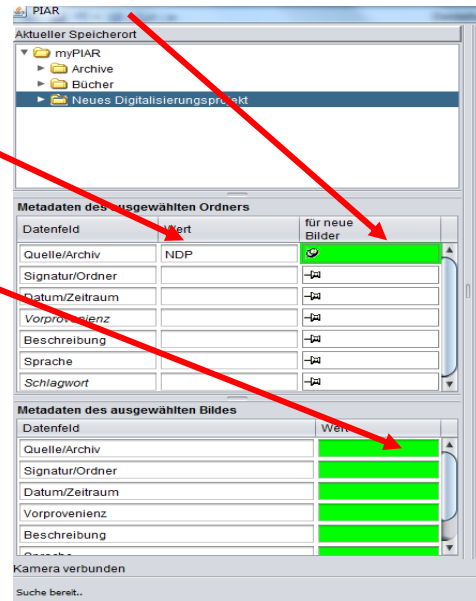 PIAR
Aktueller Speicherort
myPIAR
Archive
Bücher
Neues Digitalisierungsprojekt
Metadaten des ausgewählten Ordners
Datenfeld Wert für neue Bilder
Quelle/Archiv NDP
Signatur/Ordner
Datum/Zeitraum
Vorprovenienz
Beschreibung
Sprache
Schlagwort
Metadaten des ausgewählten Bildes
Datenfeld Wert
Quelle/Archiv
Signatur/Ordner
Datum/Zeitraum
Vorprovenienz
Beschreibung
Kamera verbunden
Suche bereit..